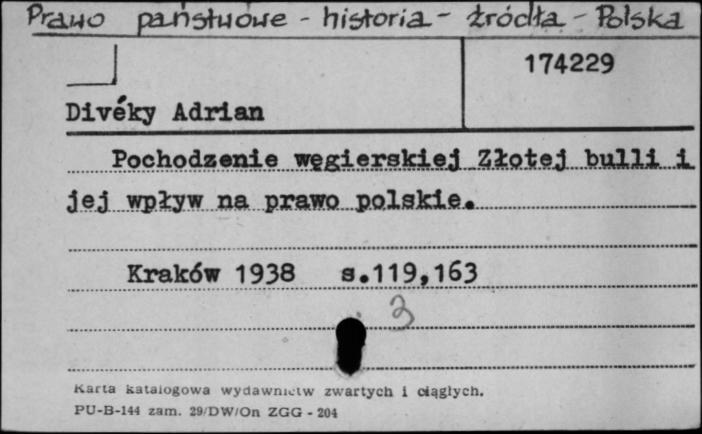 Prawo państwowe - historia - źródła - Polska
174229
Divéky Adrian
Pochodzenie węgierskiej Złotej bulli i
jej wpływ na prawo polskie.
Kraków 1938 s.119,163
3
Karta katalogowa wydawnictw zwartych i ciągłych.
PU-B-144 zam. 29/DW/On ZGG - 204